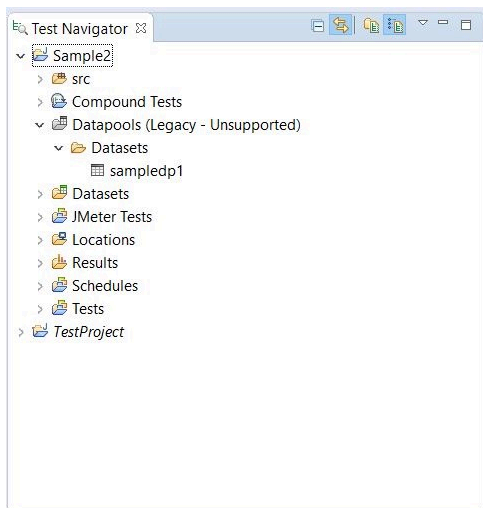 Test Navigator
Sample2
src
Compound Tests
Datapools (Legacy - Unsupported)
Datasets
sampledp1
Datasets
JMeter Tests
Locations
Results
Schedules
Tests
TestProject